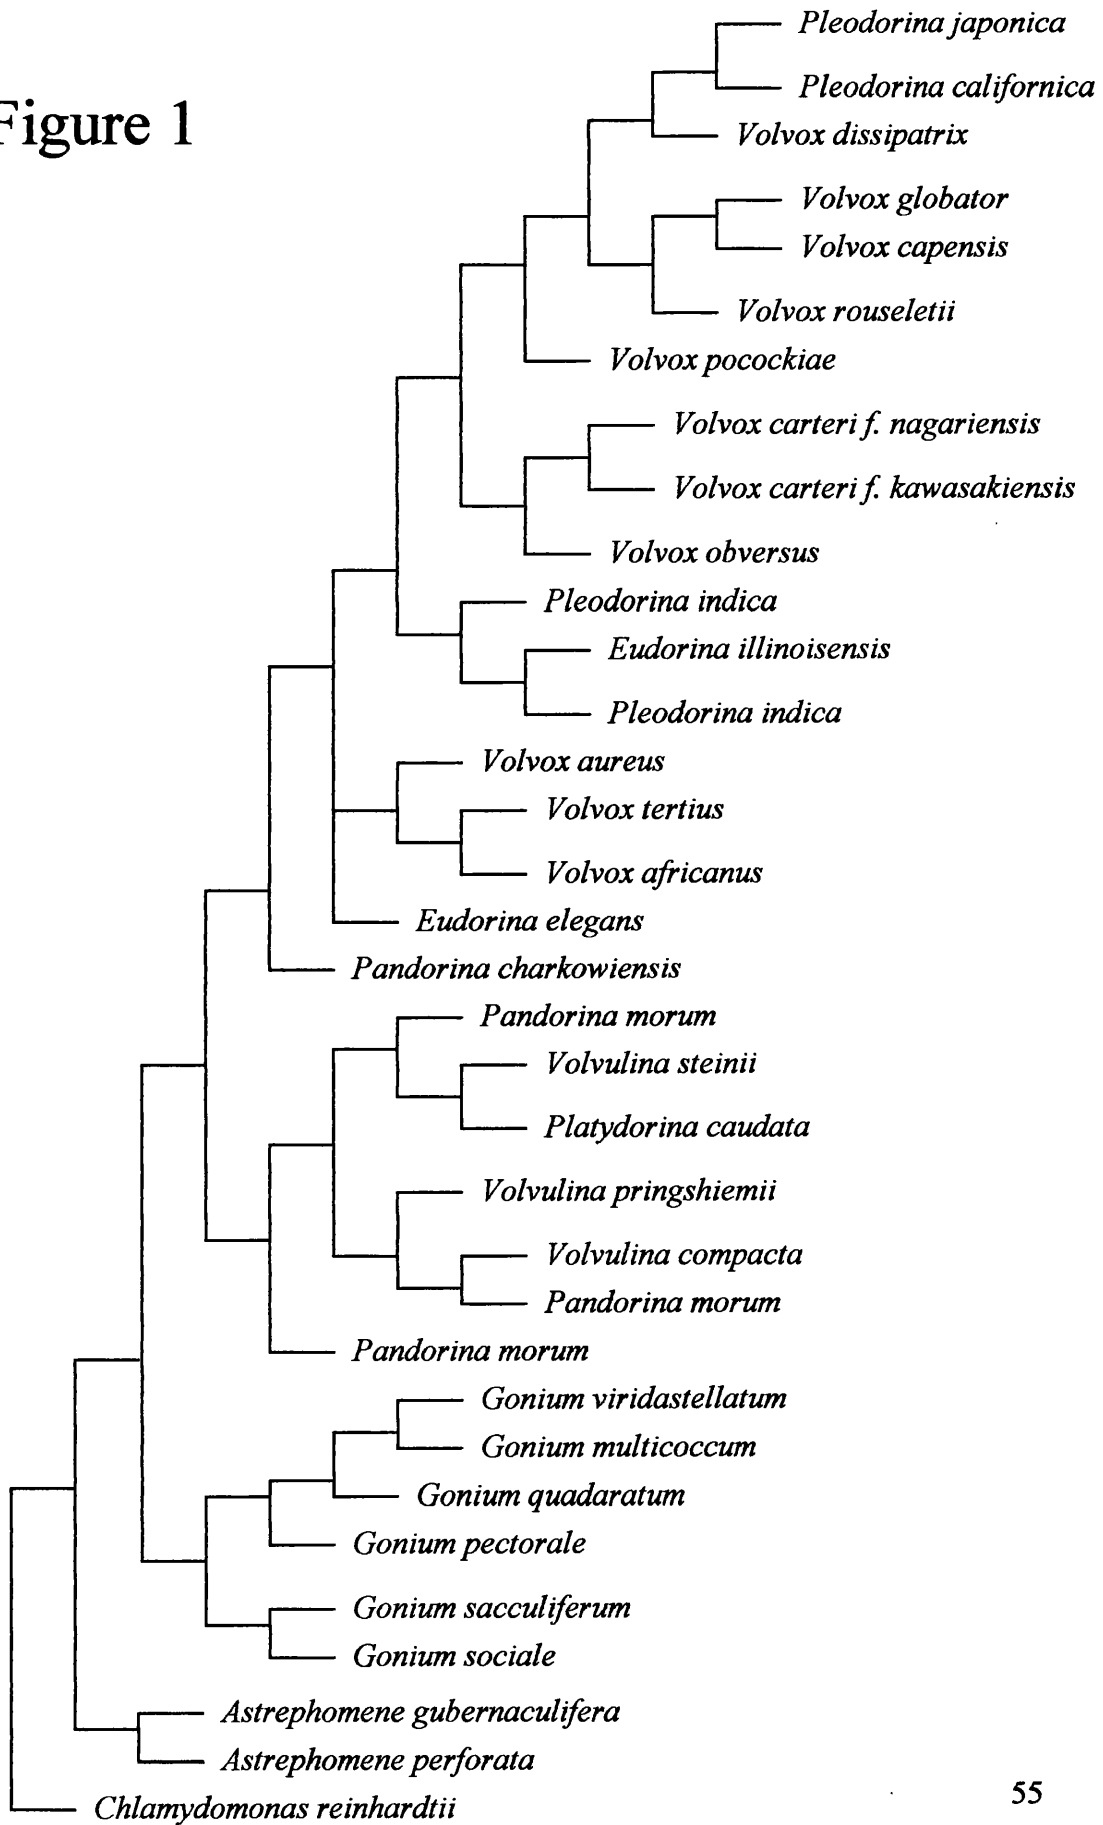 Pleodorina japonica
Figure 1
Pleodorina californica
Volvox dissipatrix
Volvox globator
Volvox capensis
Volvox rouseletii
Volvox pocockiae
Volvox carteri f. nagariensis
Volvox carteri f. kawasakiensis
Volvox obversus
Pleodorina indica
Eudorina illinoisensis
Pleodorina indica
Volvox aureus
Volvox tertius
Volvox africanus
Eudorina elegans
Pandorina charkowiensis
Pandorina morum
Volvulina steinii
Platydorina caudata
Volvulina pringshiemii
Volvulina compacta
Pandorina morum
Pandorina morum
Gonium viridastellatum
Gonium multicoccum
Gonium quadaratum
Gonium pectorale
Gonium sacculiferum
Gonium sociale
Astrephomene gubernaculifera
Astrephomene perforata
Chlamydomonas reinhardtii
55